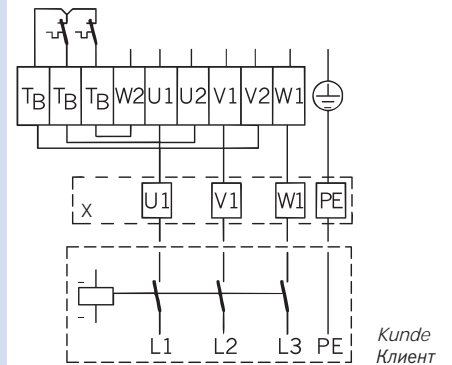 TB TB TB W2 U1 U2 V1 V2 W1
X U1 V1 W1 PE
L1 L2 L3 PE
Kunde
Клиент